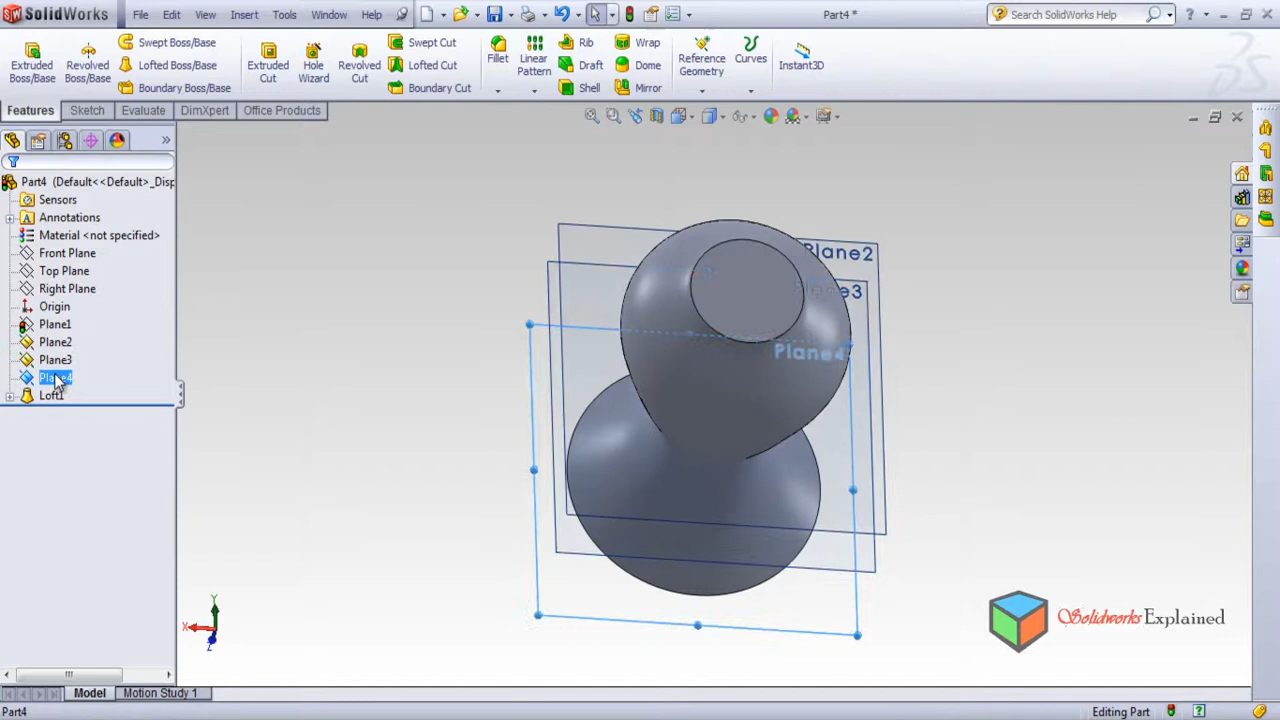 SolidWorks File Edit View Insert Tools Window Help Part4 * Search SolidWorks Help
Extruded Boss/Base
Revolved Boss/Base
Swept Boss/Base
Lofted Boss/Base
Boundary Boss/Base
Extruded Cut
Hole Wizard
Revolved Cut
Swept Cut
Lofted Cut
Boundary Cut
Fillet
Linear Pattern
Rib
Draft
Shell
Wrap
Dome
Mirror
Reference Geometry
Curves
Instant3D
Features Sketch Evaluate DimXpert Office Products
Part4 (Default<<Default>_Disp
Sensors
Annotations
Material <not specified>
Front Plane
Top Plane
Right Plane
Origin
Plane1
Plane2
Plane3
Plane4
Loft1
Plane2
Plane3
Plane4
Y
X
Z
Solidworks Explained
Model Motion Study 1
Part4 Editing Part